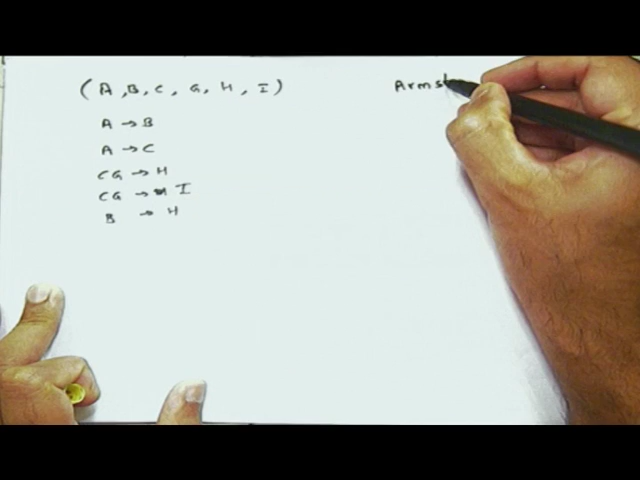 (A, B, C, G, H, I)
Arms
A → B
A → C
CG → H
CG → I
B → H